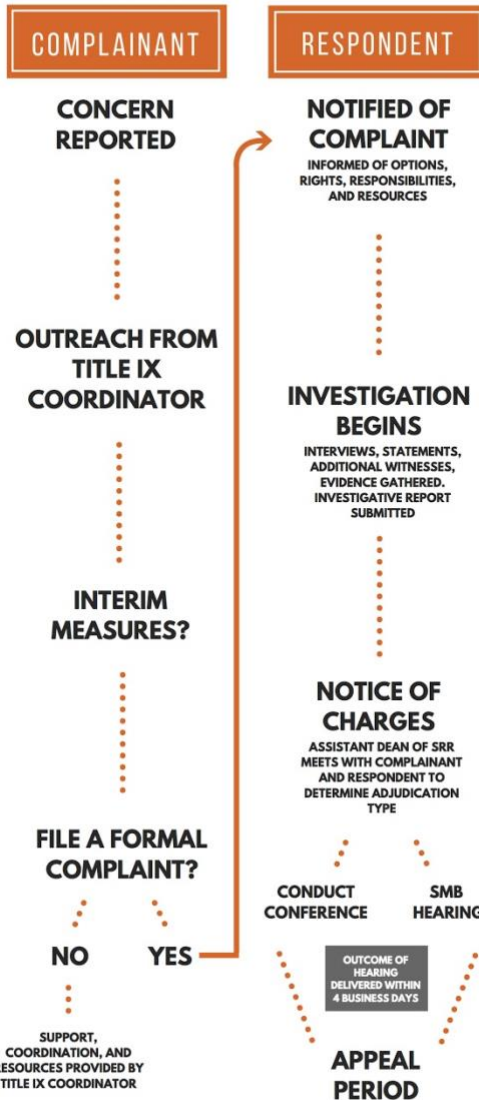 COMPLAINANT
CONCERN
REPORTED
OUTREACH FROM
TITLE IX
COORDINATOR
INTERIM
MEASURES?
FILE A FORMAL
COMPLAINT?
NO
YES
SUPPORT,
COORDINATION, AND
RESOURCES PROVIDED BY
TITLE IX COORDINATOR
RESPONDENT
NOTIFIED OF
COMPLAINT
INFORMED OF OPTIONS,
RIGHTS, RESPONSIBILITIES,
AND RESOURCES
INVESTIGATION
BEGINS
INTERVIEWS, STATEMENTS,
ADDITIONAL WITNESSES,
EVIDENCE GATHERED.
INVESTIGATIVE REPORT
SUBMITTED
NOTICE OF
CHARGES
ASSISTANT DEAN OF SRR
MEETS WITH COMPLAINANT
AND RESPONDENT TO
DETERMINE ADJUDICATION
TYPE
CONDUCT
CONFERENCE
SMB
HEARING
OUTCOME OF
HEARING
DELIVERED WITHIN
4 BUSINESS DAYS
APPEAL
PERIOD